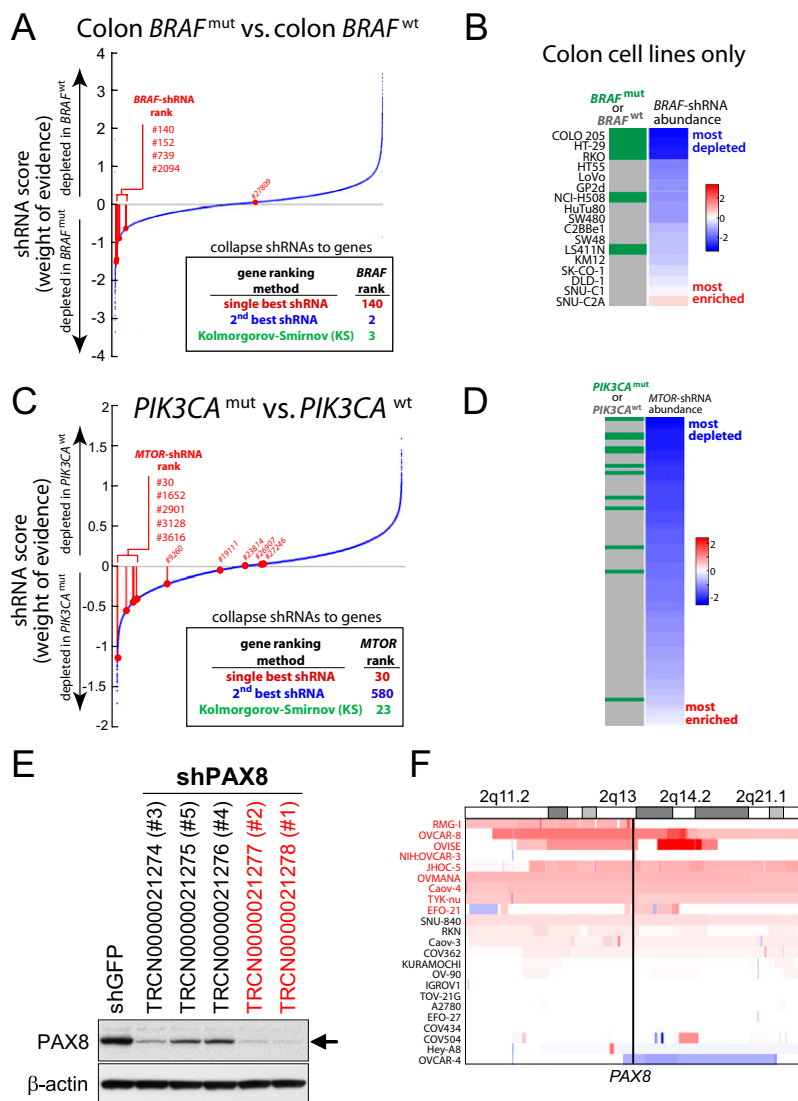 A
Colon BRAF mut vs. colon BRAF wt
4
3
2
1
0
-1
-2
-3
-4
shRNA score
(weight of evidence)
depleted in BRAF mut
depleted in BRAF wt
BRAF-shRNA
rank
#140
#152
#739
#2094
#27809
collapse shRNAs to genes
gene ranking method BRAF rank
single best shRNA 140
2nd best shRNA 2
Kolmorgorov-Smirnov (KS) 3
B
Colon cell lines only
BRAF mut
or
BRAF wt
BRAF-shRNA
abundance
COLO 205
HT-29
RKO
HT55
LoVo
GP2d
NCI-H508
HuTu80
SW480
C2BBe1
SW48
LS411N
KM12
SK-CO-1
DLD-1
SNU-C1
SNU-C2A
most
depleted
2
0
-2
most
enriched
C
PIK3CA mut vs. PIK3CA wt
2
1.5
1
0.5
0
-0.5
-1
-1.5
-2
shRNA score
(weight of evidence)
depleted in PIK3CA mut
depleted in PIK3CA wt
MTOR-shRNA
rank
#30
#1652
#2901
#3128
#3616
#9260
#19111
#23814
#26907
#27246
collapse shRNAs to genes
gene ranking method MTOR rank
single best shRNA 30
2nd best shRNA 580
Kolmorgorov-Smirnov (KS) 23
D
PIK3CA mut
or
PIK3CA wt
MTOR-shRNA
abundance
most
depleted
2
0
-2
most
enriched
E
shPAX8
shGFP
TRCN0000021274 (#3)
TRCN0000021275 (#5)
TRCN0000021276 (#4)
TRCN0000021277 (#2)
TRCN0000021278 (#1)
PAX8
β-actin
F
2q11.2 2q13 2q14.2 2q21.1
RMG-I
OVCAR-8
OVISE
NIH:OVCAR-3
JHOC-5
OVMANA
Caov-4
TYK-nu
EFO-21
SNU-840
RKN
Caov-3
COV362
KURAMOCHI
OV-90
IGROV1
TOV-21G
A2780
EFO-27
COV434
COV504
Hey-A8
OVCAR-4
PAX8